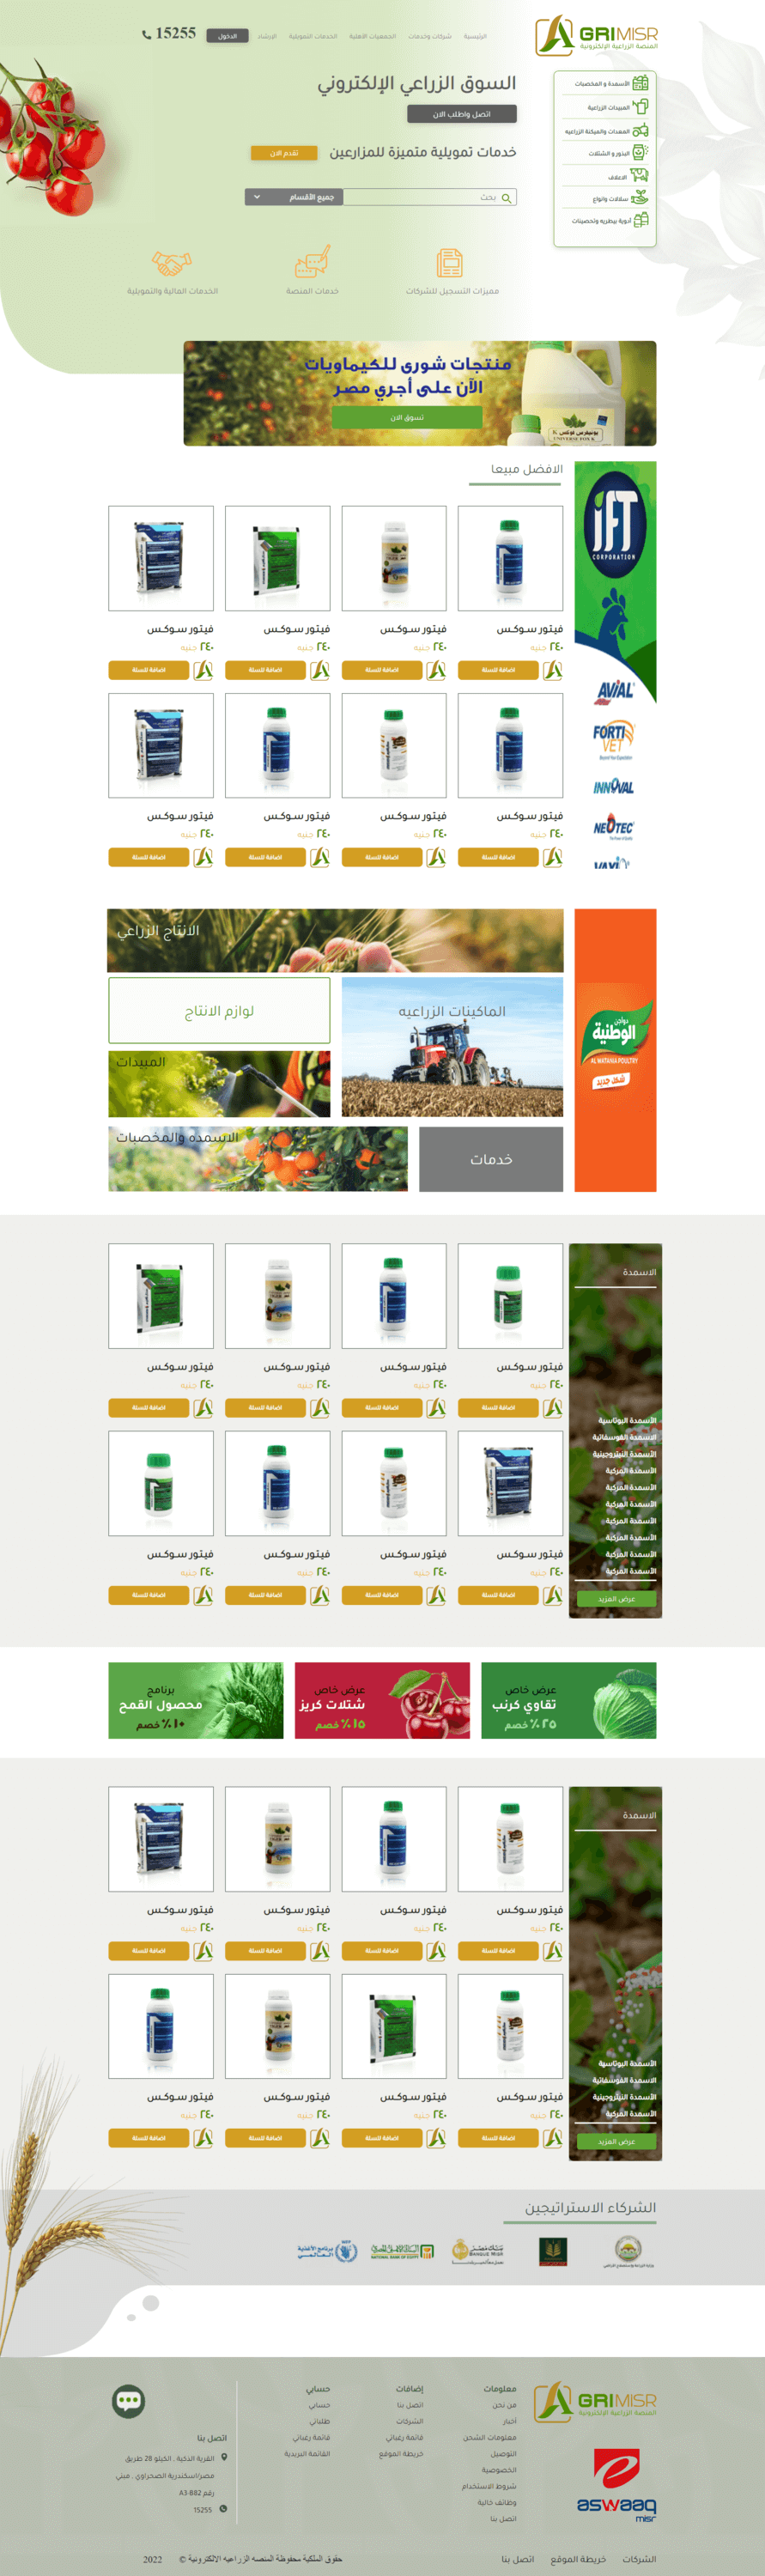 AGRIMISR
المنصة الزراعية الإلكترونية
الرئيسية
شركات وخدمات
الجمعيات الاهلية
الخدمات التمويلية
الإرشاد
الدخول
15255
الأسمدة و المخصبات
المبيدات الزراعية
المعدات والميكنة الزراعيه
البذور و الشتلات
الاعلاف
سلالات وانواع
أدوية بيطريه وتحصينات
السوق الزراعي الإلكتروني
اتصل واطلب الان
خدمات تمويلية متميزة للمزارعين
تقدم الان
بحث
جميع الأقسام
مميزات التسجيل للشركات
خدمات المنصة
الخدمات المالية والتمويلية
منتجات شورى للكيماويات
الآن على أجري مصر
تسوق الان
يونيفرس فوكس K
UNIVERSE FOX K
الافضل مبيعا
iFT
CORPORATION
AVIAL
FORTI VET
INNOVAL
NEOTEC
فيتور سوكس
فيتور سوكس
فيتور سوكس
فيتور سوكس
٢٤٠ جنيه
٢٤٠ جنيه
٢٤٠ جنيه
٢٤٠ جنيه
اضافة للسلة
اضافة للسلة
اضافة للسلة
اضافة للسلة
فيتور سوكس
فيتور سوكس
فيتور سوكس
فيتور سوكس
٢٤٠ جنيه
٢٤٠ جنيه
٢٤٠ جنيه
٢٤٠ جنيه
اضافة للسلة
اضافة للسلة
اضافة للسلة
اضافة للسلة
الانتاج الزراعي
الماكينات الزراعيه
لوازم الانتاج
المبيدات
الاسمده والمخصبات
خدمات
دواجن
الوطنية
AL WATANIA POULTRY
شكل جديد
الاسمدة
الأسمدة البوتاسية
الاسمدة الفوسفاتية
الأسمدة النيتروجينية
الأسمدة المركبة
الأسمدة المركبة
الأسمدة المركبة
الأسمدة المركبة
الأسمدة المركبة
الأسمدة المركبة
الأسمدة المركبة
عرض المزيد
فيتور سوكس
فيتور سوكس
فيتور سوكس
فيتور سوكس
٢٤٠ جنيه
٢٤٠ جنيه
٢٤٠ جنيه
٢٤٠ جنيه
اضافة للسلة
اضافة للسلة
اضافة للسلة
اضافة للسلة
فيتور سوكس
فيتور سوكس
فيتور سوكس
فيتور سوكس
٢٤٠ جنيه
٢٤٠ جنيه
٢٤٠ جنيه
٢٤٠ جنيه
اضافة للسلة
اضافة للسلة
اضافة للسلة
اضافة للسلة
عرض خاص
تقاوي كرنب
٢٥٪ خصم
عرض خاص
شتلات كريز
١٥٪ خصم
برنامج
محصول القمح
١٠٪ خصم
الاسمدة
الأسمدة البوتاسية
الاسمدة الفوسفاتية
الأسمدة النيتروجينية
الأسمدة المركبة
عرض المزيد
فيتور سوكس
فيتور سوكس
فيتور سوكس
فيتور سوكس
٢٤٠ جنيه
٢٤٠ جنيه
٢٤٠ جنيه
٢٤٠ جنيه
اضافة للسلة
اضافة للسلة
اضافة للسلة
اضافة للسلة
فيتور سوكس
فيتور سوكس
فيتور سوكس
فيتور سوكس
٢٤٠ جنيه
٢٤٠ جنيه
٢٤٠ جنيه
٢٤٠ جنيه
اضافة للسلة
اضافة للسلة
اضافة للسلة
اضافة للسلة
الشركاء الاستراتيجين
بنك مصر
BANQUE MISR
البنك الأهلي المصري
NATIONAL BANK OF EGYPT
WFP
برنامج الأغذية
العالمي
AGRIMISR
المنصة الزراعية الإلكترونية
aswaaq
misr
معلومات
من نحن
أخبار
معلومات الشحن
التوصيل
الخصوصية
شروط الاستخدام
وظائف خالية
اتصل بنا
إضافات
اتصل بنا
الشركات
قائمة رغباتي
خريطة الموقع
حسابي
حسابي
طلباتي
قائمة رغباتي
القائمة البريدية
اتصل بنا
القرية الذكية , الكيلو 28 طريق
مصر/اسكندرية الصحراوي , مبني
رقم A3-B82
15255
الشركات
خريطة الموقع
اتصل بنا
حقوق الملكية محفوظة المنصه الزراعيه الالكترونية © 2022